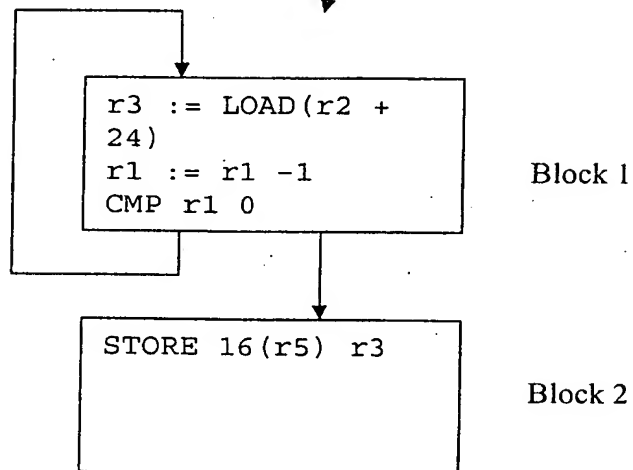 r3 := LOAD(r2 +
24)
r1 := r1 -1
CMP r1 0
Block 1
STORE 16(r5) r3
Block 2